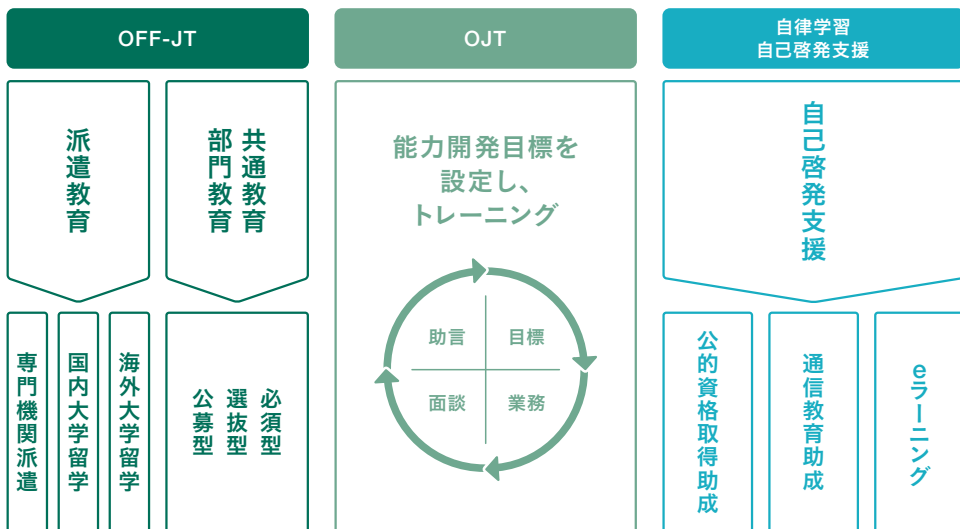 OFF-JT
OJT
自律学習
自己啓発支援
派遣教育
共通教育
部門教育
能力開発目標を
設定し、
トレーニング
自己啓発支援
助言
目標
面談
業務
専門機関派遣
国内大学留学
海外大学留学
必須型
選抜型
公募型
公的資格取得助成
通信教育助成
eラーニング